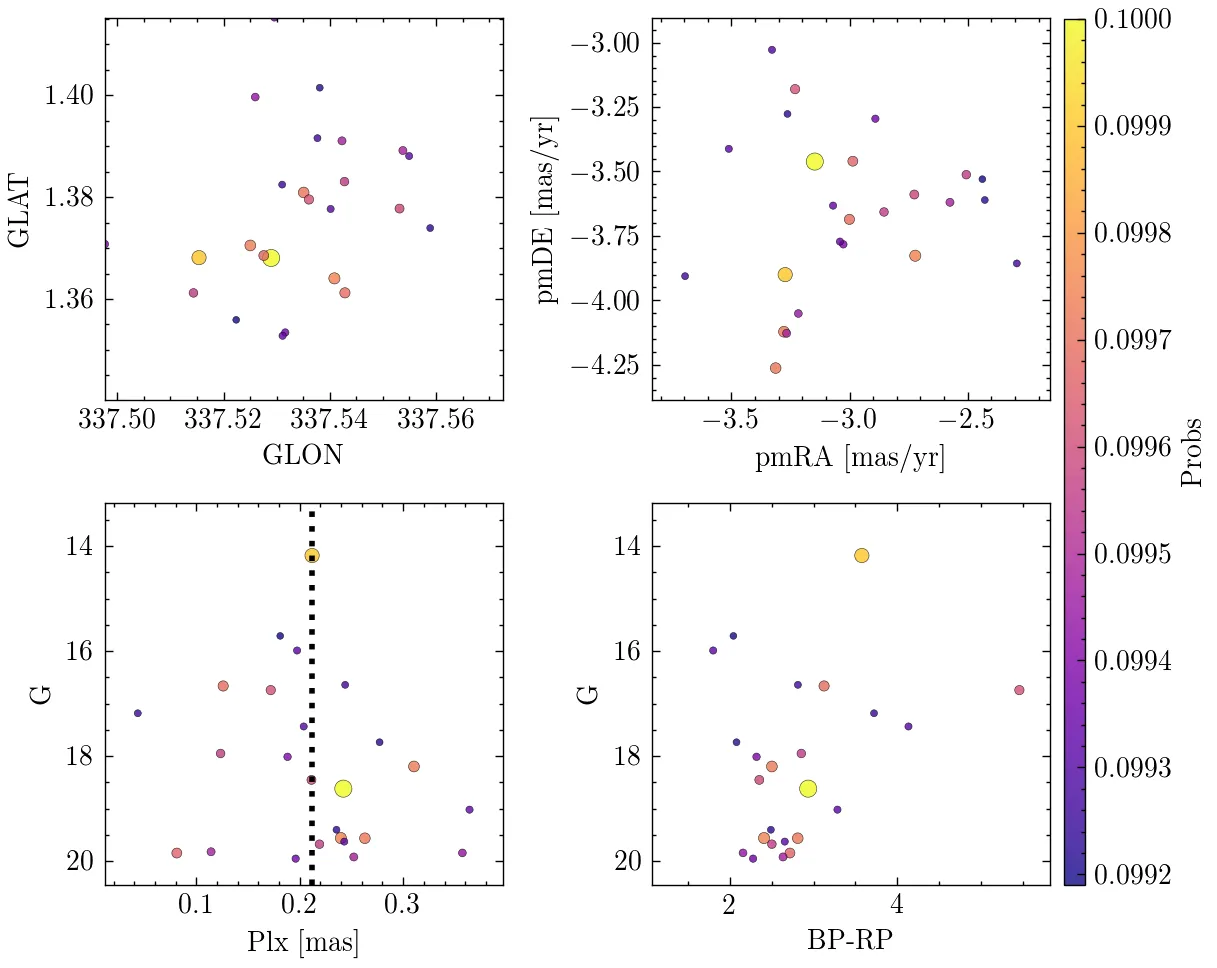 1.40
1.38
1.36
GLAT
337.50 337.52 337.54 337.56
GLON
−3.00
−3.25
−3.50
−3.75
−4.00
−4.25
pmDE [mas/yr]
−3.5 −3.0 −2.5
pmRA [mas/yr]
14
16
18
20
G
0.1 0.2 0.3
Plx [mas]
14
16
18
20
G
2 4
BP-RP
0.1000
0.0999
0.0998
0.0997
0.0996
0.0995
0.0994
0.0993
0.0992
Probs